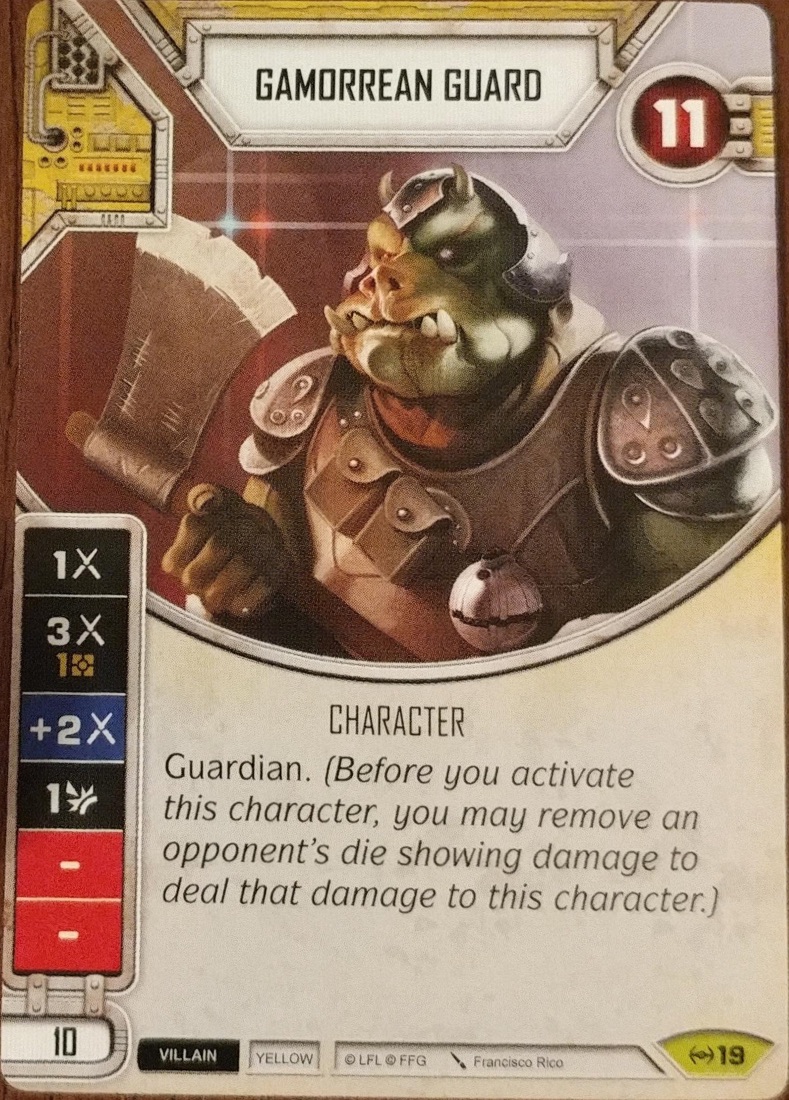 GAMORREAN GUARD
11
1
3
1
+2
1
-
-
10
CHARACTER
Guardian. (Before you activate
this character, you may remove an
opponent's die showing damage to
deal that damage to this character.)
VILLAIN
YELLOW
© LFL © FFG
Francisco Rico
19